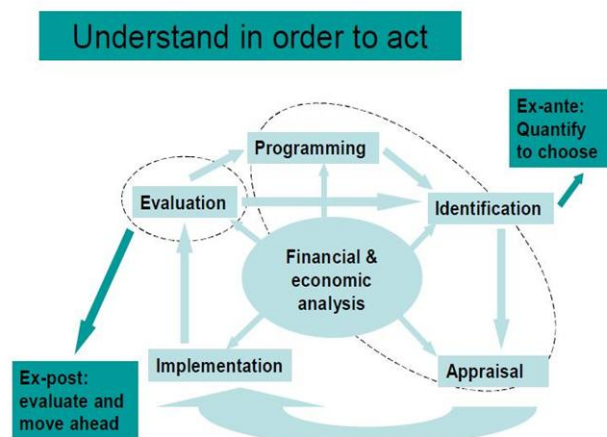 Understand in order to act
Ex-ante:
Quantify
to choose
Programming
Evaluation
Identification
Financial &
economic
analysis
Implementation
Appraisal
Ex-post:
evaluate and
move ahead